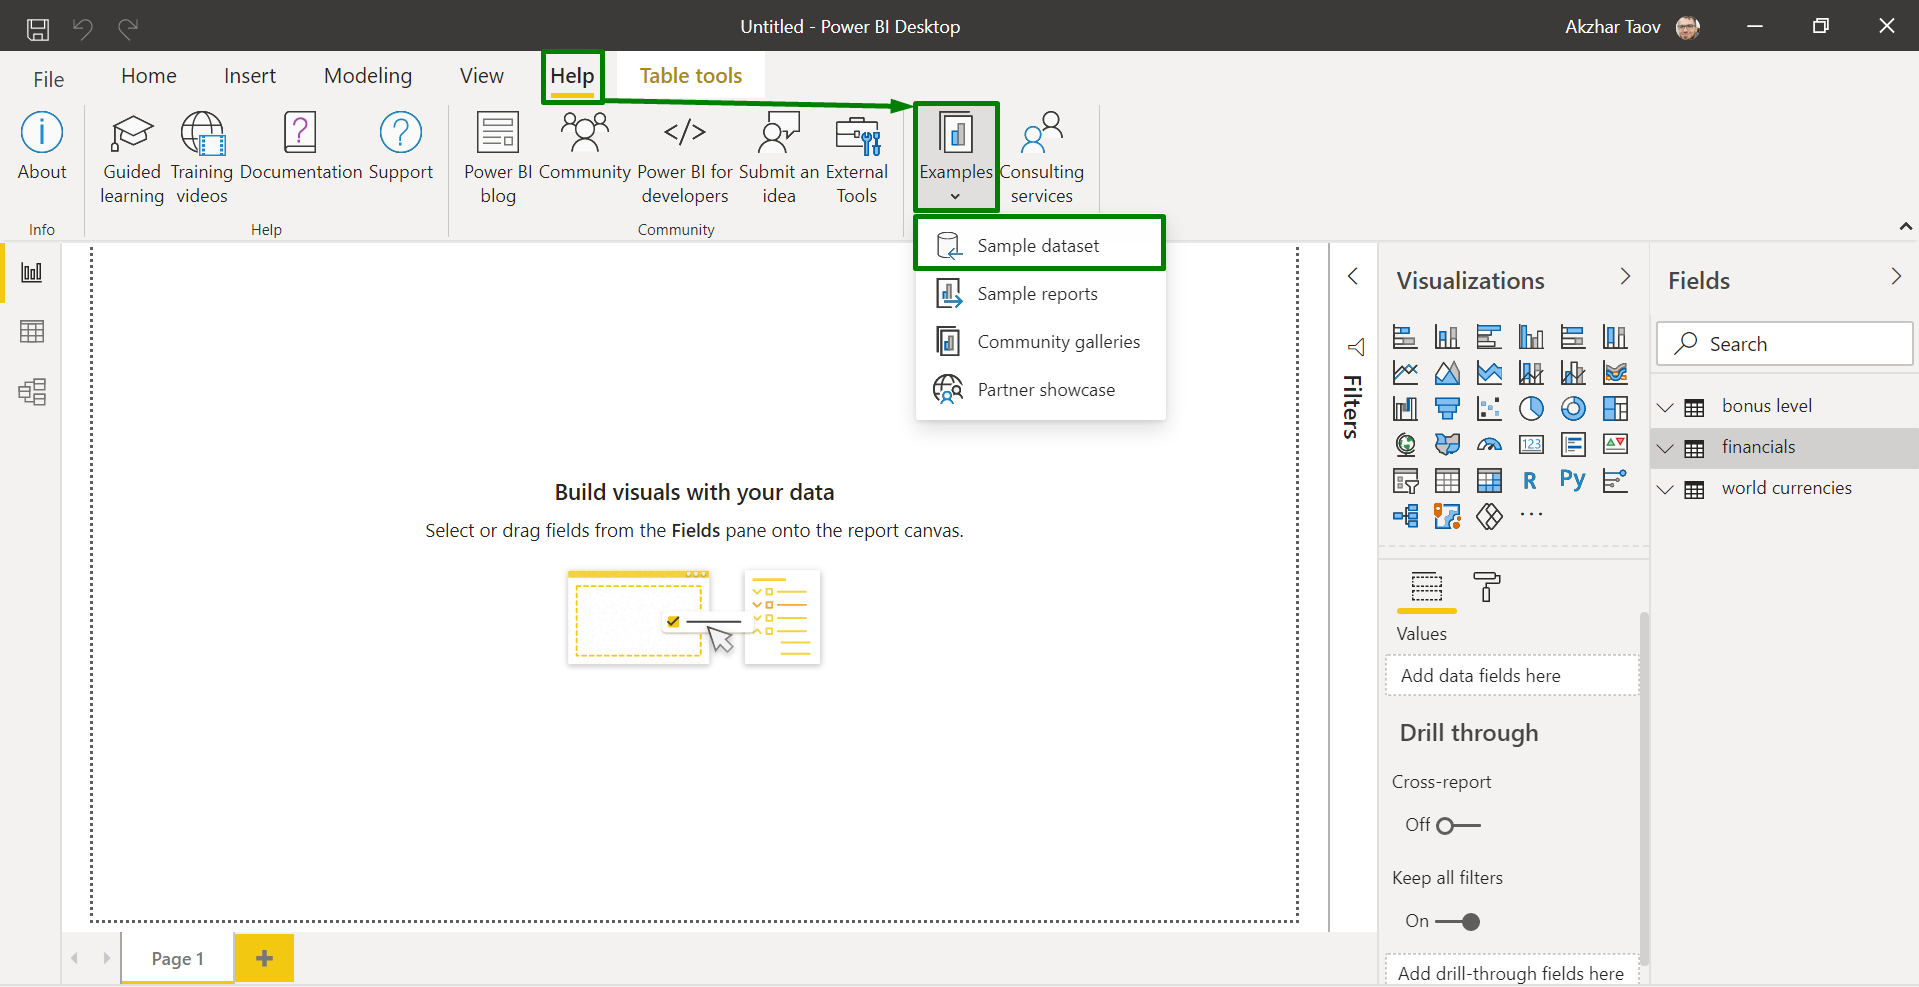 Untitled - Power BI Desktop
Akzhar Taov
File
Home
Insert
Modeling
View
Help
Table tools
About
Guided
learning
Training
videos
Documentation
Support
Power BI
blog
Community
Power BI for
developers
Submit an
idea
External
Tools
Examples
Consulting
services
Info
Help
Community
Sample dataset
Sample reports
Community galleries
Partner showcase
Build visuals with your data
Select or drag fields from the Fields pane onto the report canvas.
Filters
Visualizations
123
R
Py
Values
Add data fields here
Drill through
Cross-report
Off
Keep all filters
On
Add drill-through fields here
Fields
Search
bonus level
financials
world currencies
Page 1